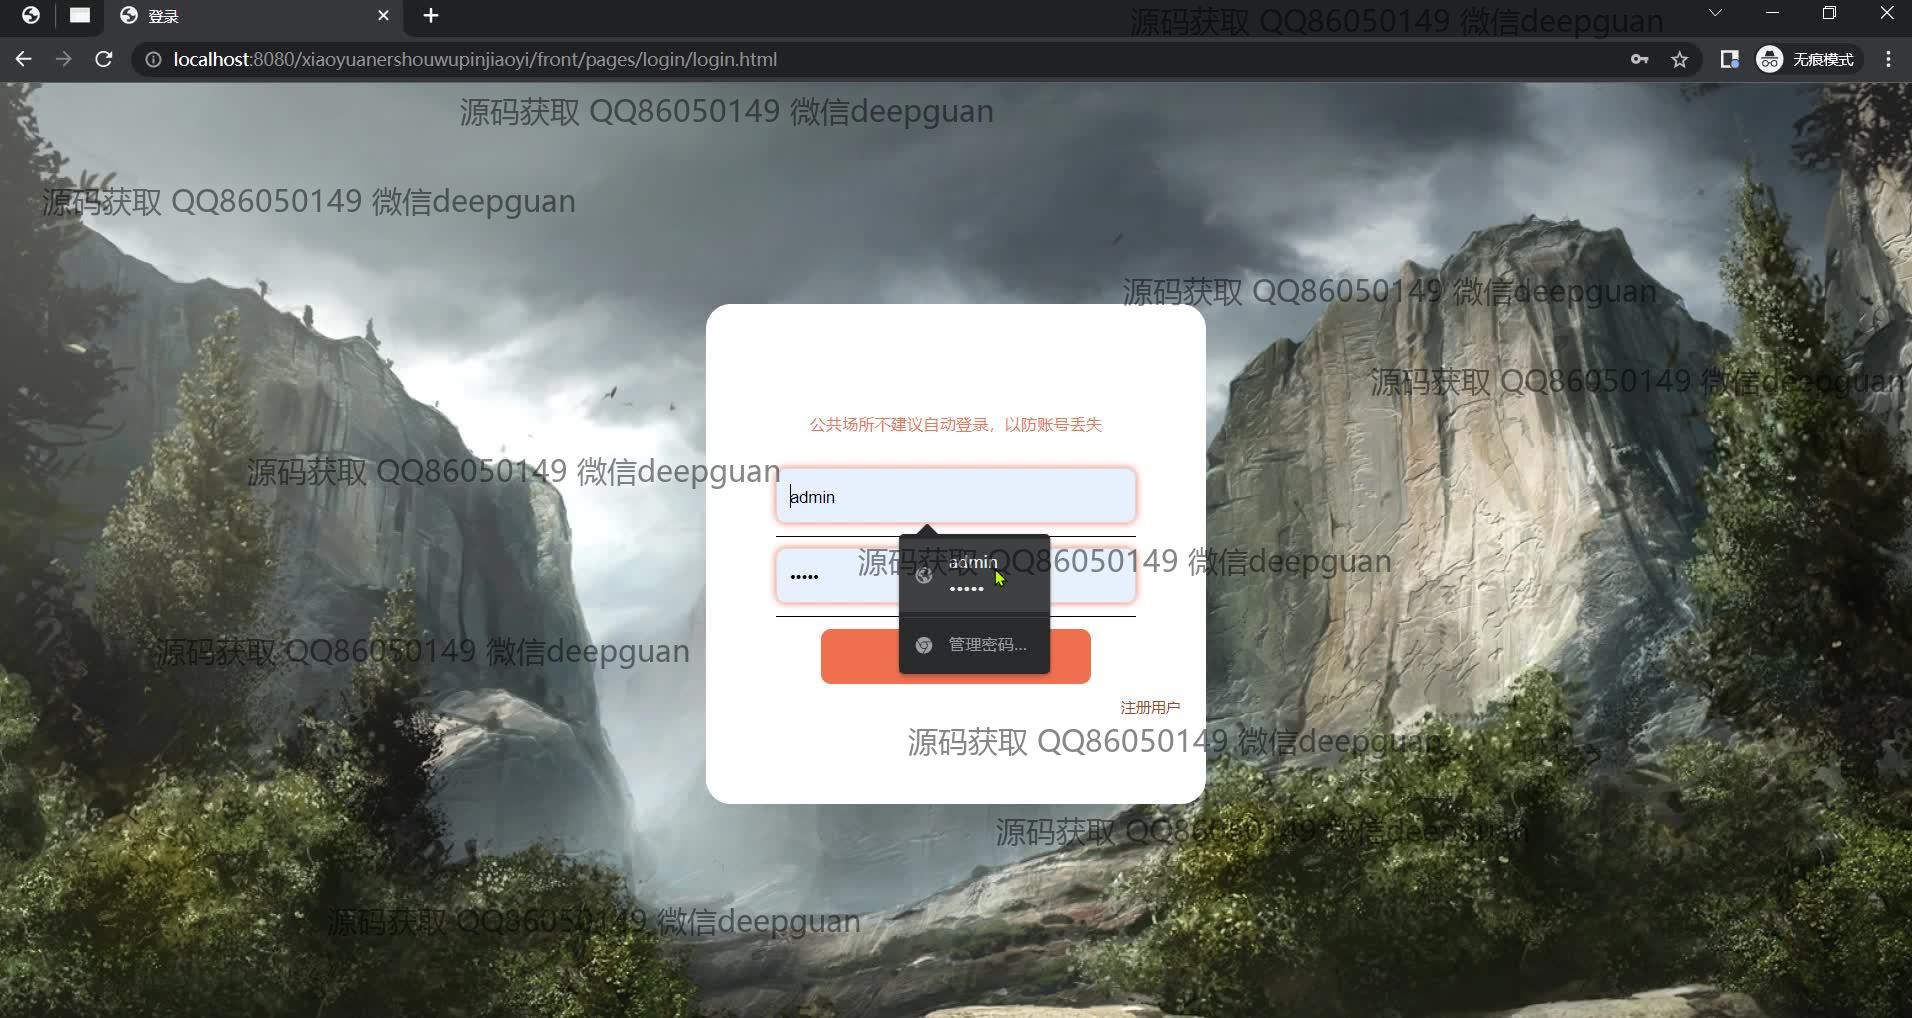 登录
源码获取 QQ86050149 微信deepguan
localhost:8080/xiaoyuanershouwupinjiaoyi/front/pages/login/login.html
无痕模式
源码获取 QQ86050149 微信deepguan
源码获取 QQ86050149 微信deepguan
源码获取 QQ86050149 微信deepguan
源码获取 QQ86050149 微信deepguan
公共场所不建议自动登录，以防账号丢失
源码获取 QQ86050149 微信deepguan
admin
源码获取 QQ86050149 微信deepguan
admin
•••••
•••••
管理密码...
源码获取 QQ86050149 微信deepguan
注册用户
源码获取 QQ86050149 微信deepguan
源码获取 QQ86050149 微信deepguan
源码获取 QQ86050149 微信deepguan